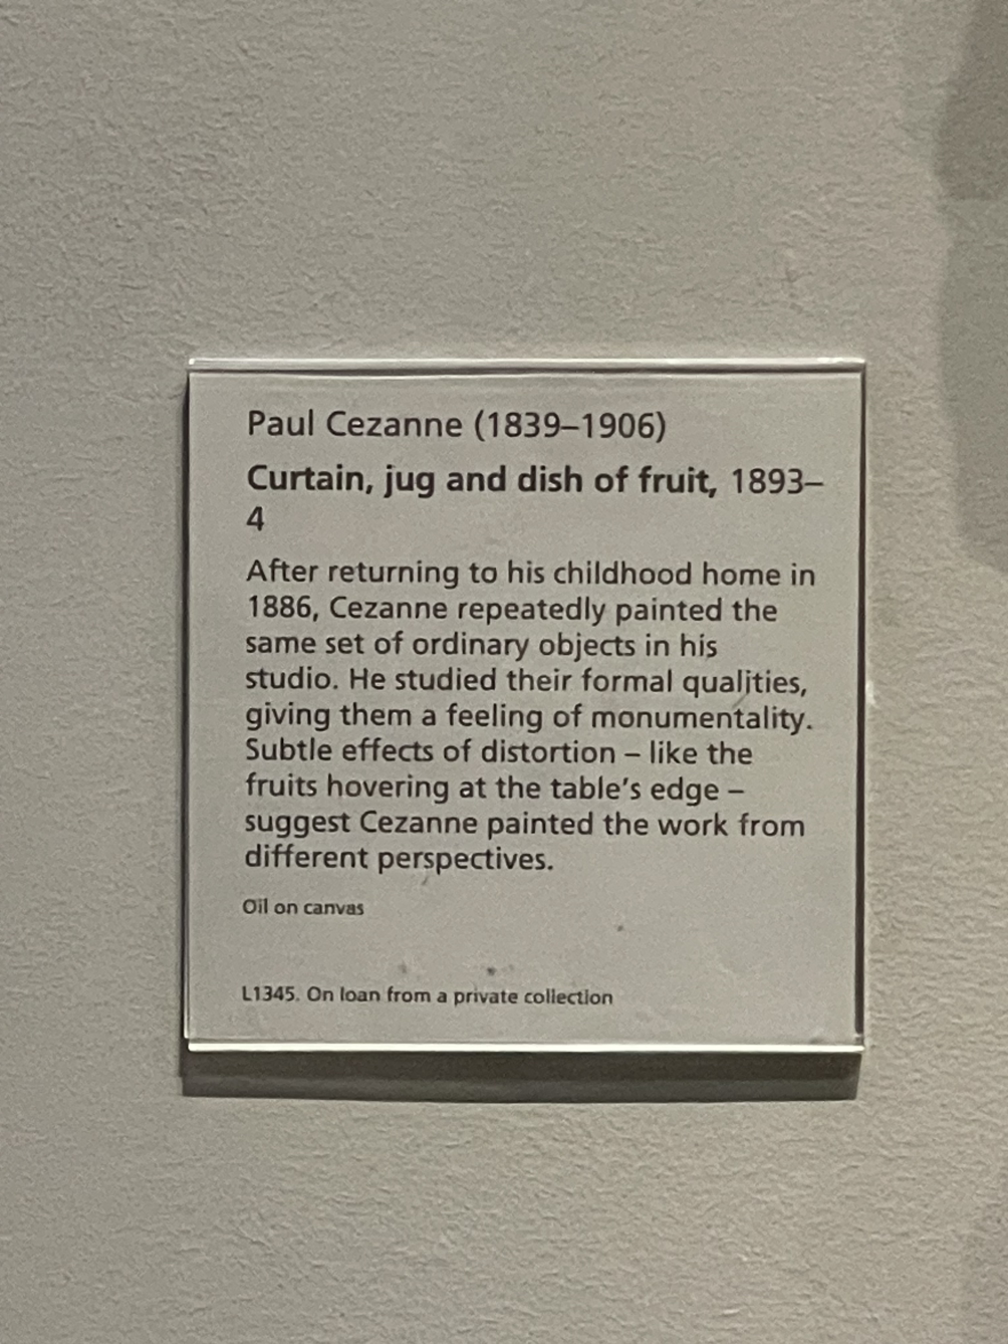 Paul Cezanne (1839–1906)
Curtain, jug and dish of fruit, 1893–
4
After returning to his childhood home in
1886, Cezanne repeatedly painted the
same set of ordinary objects in his
studio. He studied their formal qualities,
giving them a feeling of monumentality.
Subtle effects of distortion – like the
fruits hovering at the table's edge –
suggest Cezanne painted the work from
different perspectives.
Oil on canvas
L1345. On loan from a private collection